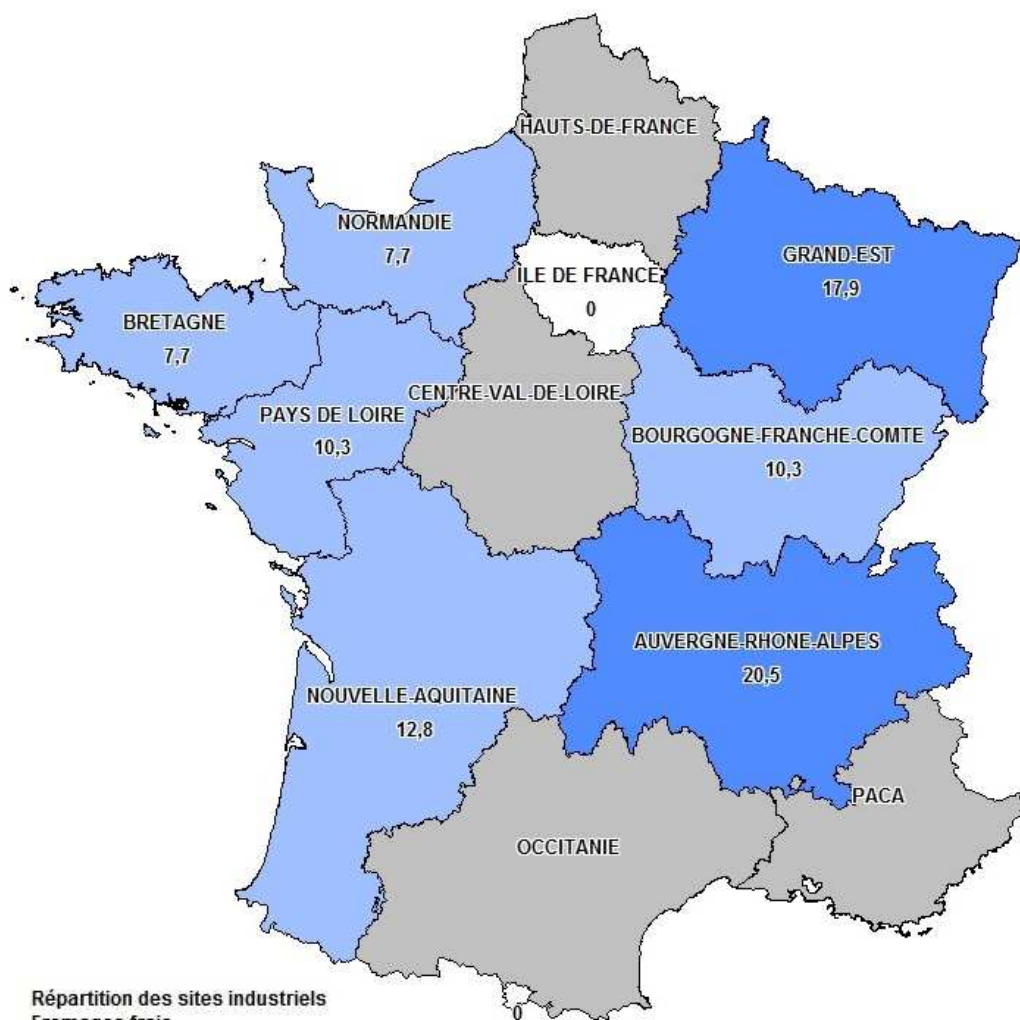 HAUTS-DE-FRANCE
NORMANDIE
7,7
GRAND-EST
17,9
ÎLE DE FRANCE
0
BRETAGNE
7,7
CENTRE-VAL-DE-LOIRE
PAYS DE LOIRE
10,3
BOURGOGNE-FRANCHE-COMTE
10,3
AUVERGNE-RHONE-ALPES
20,5
NOUVELLE-AQUITAINE
12,8
PACA
OCCITANIE
Répartition des sites industriels
Fromages frais
0